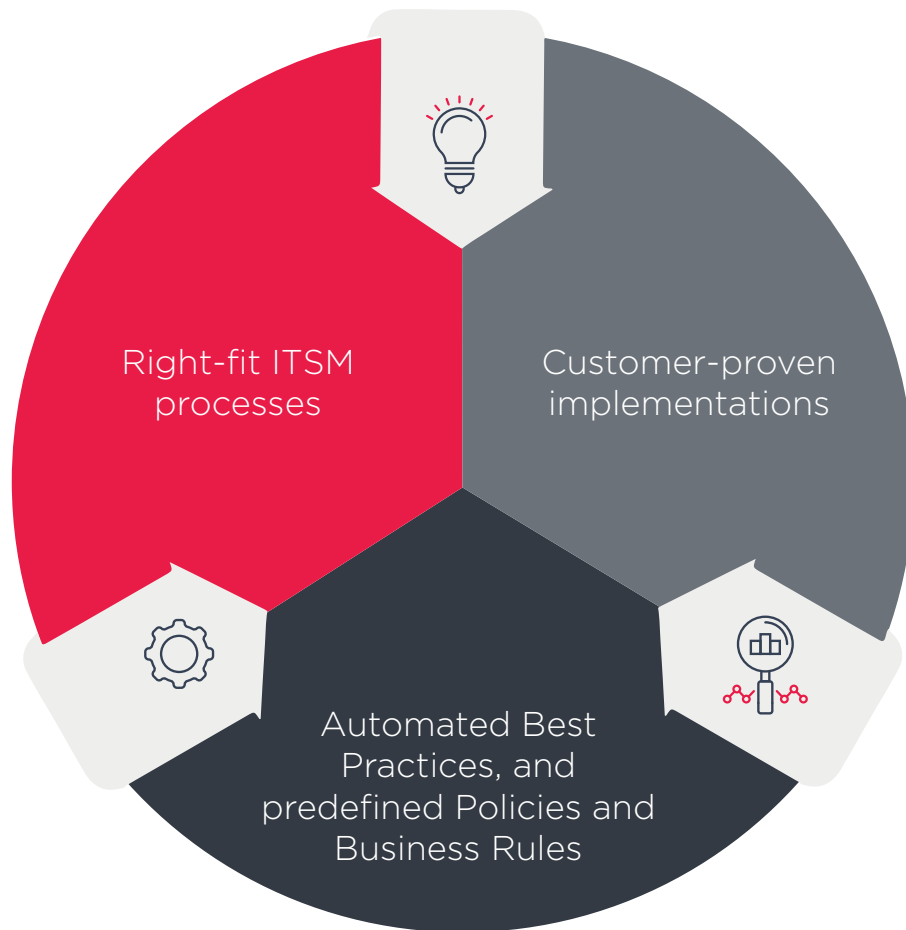 Right-fit ITSM
processes
Customer-proven
implementations
Automated Best
Practices, and
predefined Policies and
Business Rules